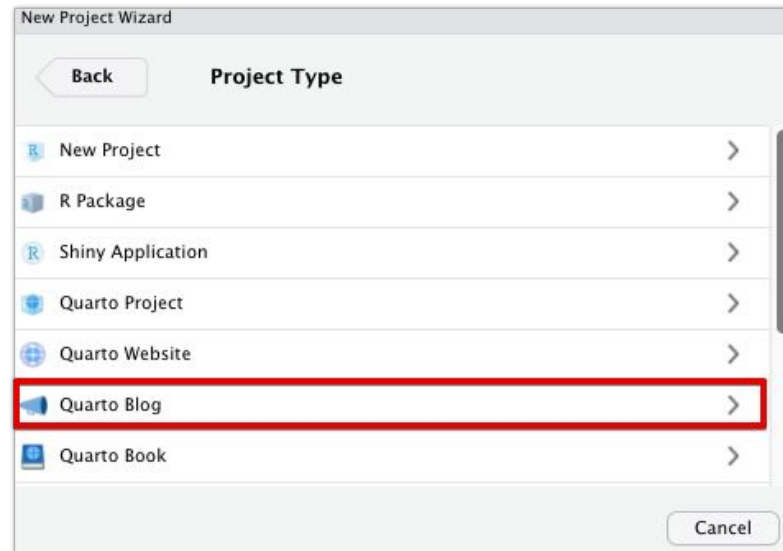 New Project Wizard
Back
Project Type
R New Project
R Package
R Shiny Application
Quarto Project
Quarto Website
Quarto Blog
Quarto Book
Cancel